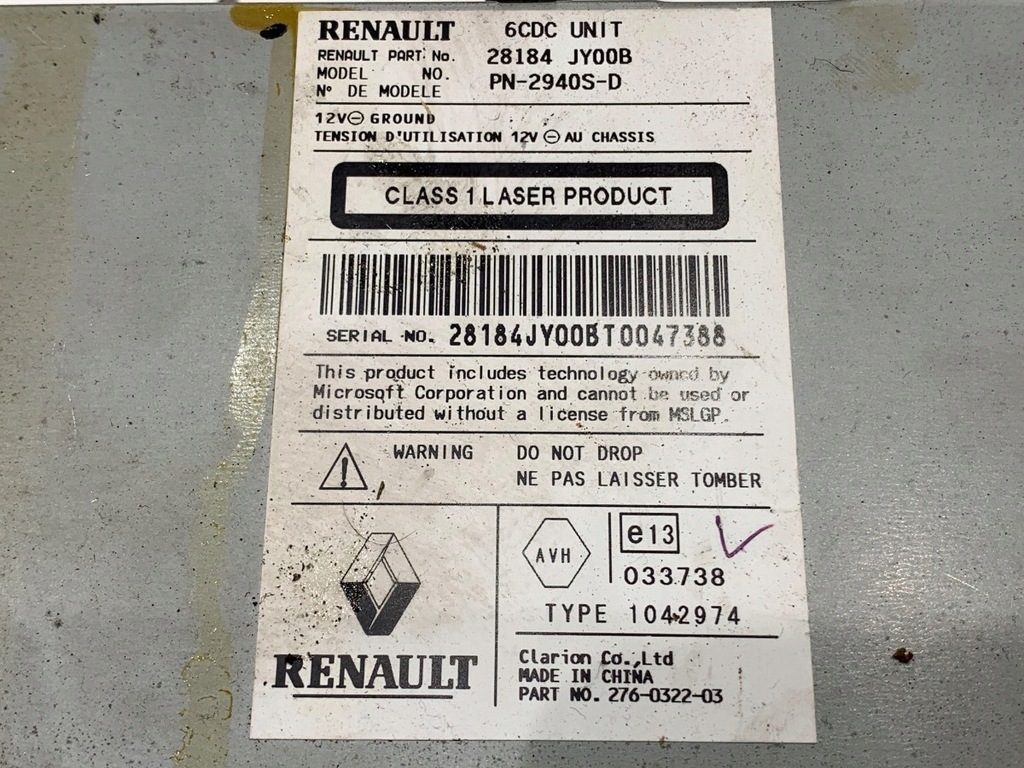 RENAULT 6CDC UNIT
RENAULT PART No. 28184 JY00B
MODEL NO. PN-2940S-D
N° DE MODELE
12V⊖ GROUND
TENSION D'UTILISATION 12V ⊖ AU CHASSIS
CLASS 1 LASER PRODUCT
SERIAL NO. 28184JY00BT0047388
This product includes technology owned by
Microsoft Corporation and cannot be used or
distributed without a license from MSLGP.
WARNING DO NOT DROP
NE PAS LAISSER TOMBER
AVH e13
033738
TYPE 1042974
RENAULT
Clarion Co.,Ltd
MADE IN CHINA
PART NO. 276-0322-03